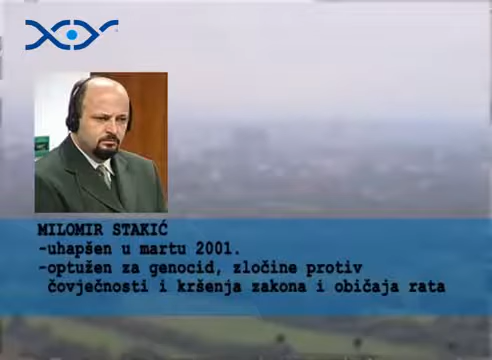 MILOMIR STAKIĆ
-uhapšen u martu 2001.
-optužen za genocid, zločine protiv
čovječnosti i kršenja zakona i običaja rata